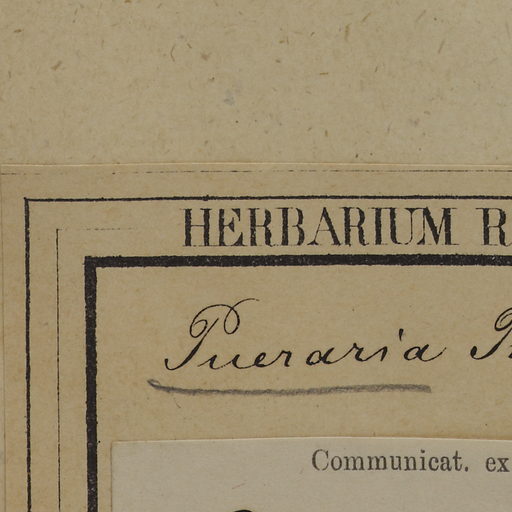 HERBARIUM
Pueraria
Communicat. ex